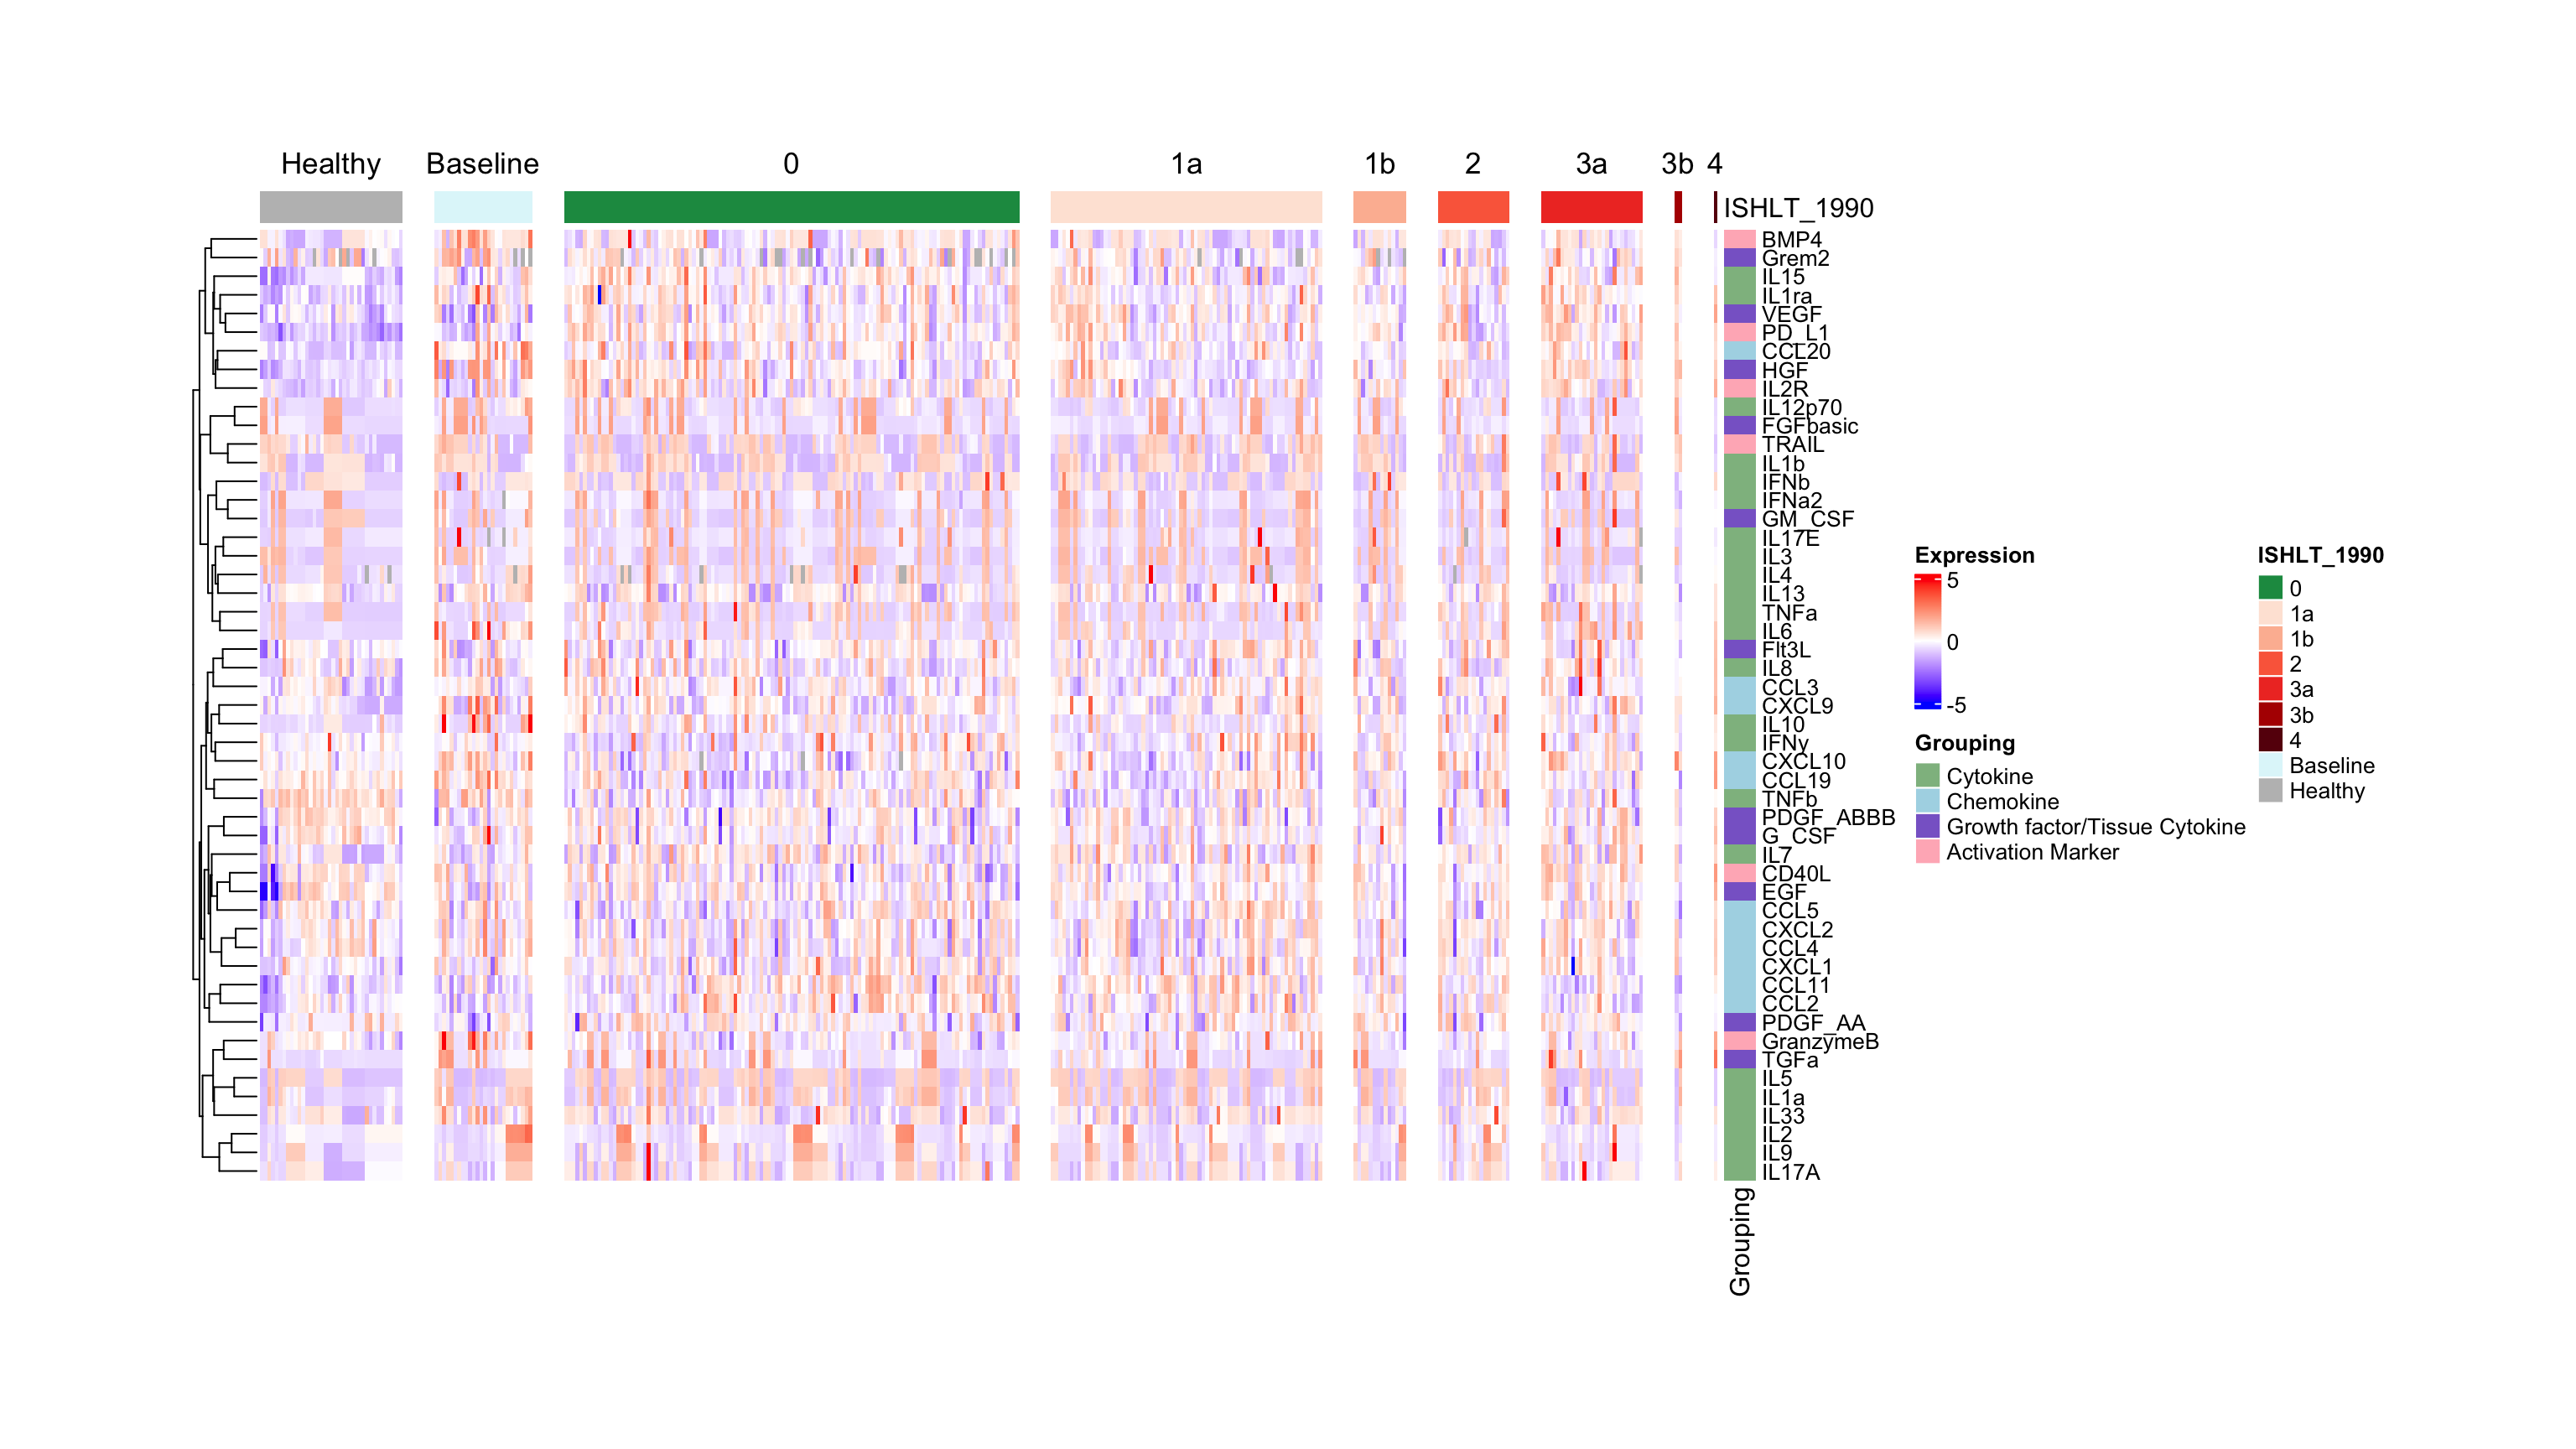 Healthy Baseline 0 1a 1b 2 3a 3b 4
ISHLT_1990
BMP4
Grem2
IL15
IL1ra
VEGF
PD_L1
CCL20
HGF
IL2R
IL12p70
FGFbasic
TRAIL
IL1b
IFNb
IFNa2
GM_CSF
IL17E
IL3
IL4
IL13
TNFa
IL6
Flt3L
IL8
CCL3
CXCL9
IL10
IFNy
CXCL10
CCL19
TNFb
PDGF_ABBB
G_CSF
IL7
CD40L
EGF
CCL5
CXCL2
CCL4
CXCL1
CCL11
CCL2
PDGF_AA
GranzymeB
TGFa
IL5
IL1a
IL33
IL2
IL9
IL17A
Grouping
Expression
5
0
-5
Grouping
Cytokine
Chemokine
Growth factor/Tissue Cytokine
Activation Marker
ISHLT_1990
0
1a
1b
2
3a
3b
4
Baseline
Healthy